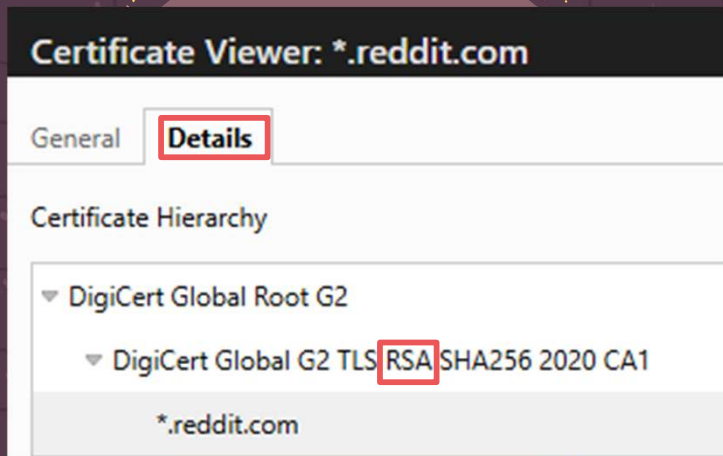 Certificate Viewer: *.reddit.com
General Details
Certificate Hierarchy
DigiCert Global Root G2
DigiCert Global G2 TLS RSA SHA256 2020 CA1
*.reddit.com